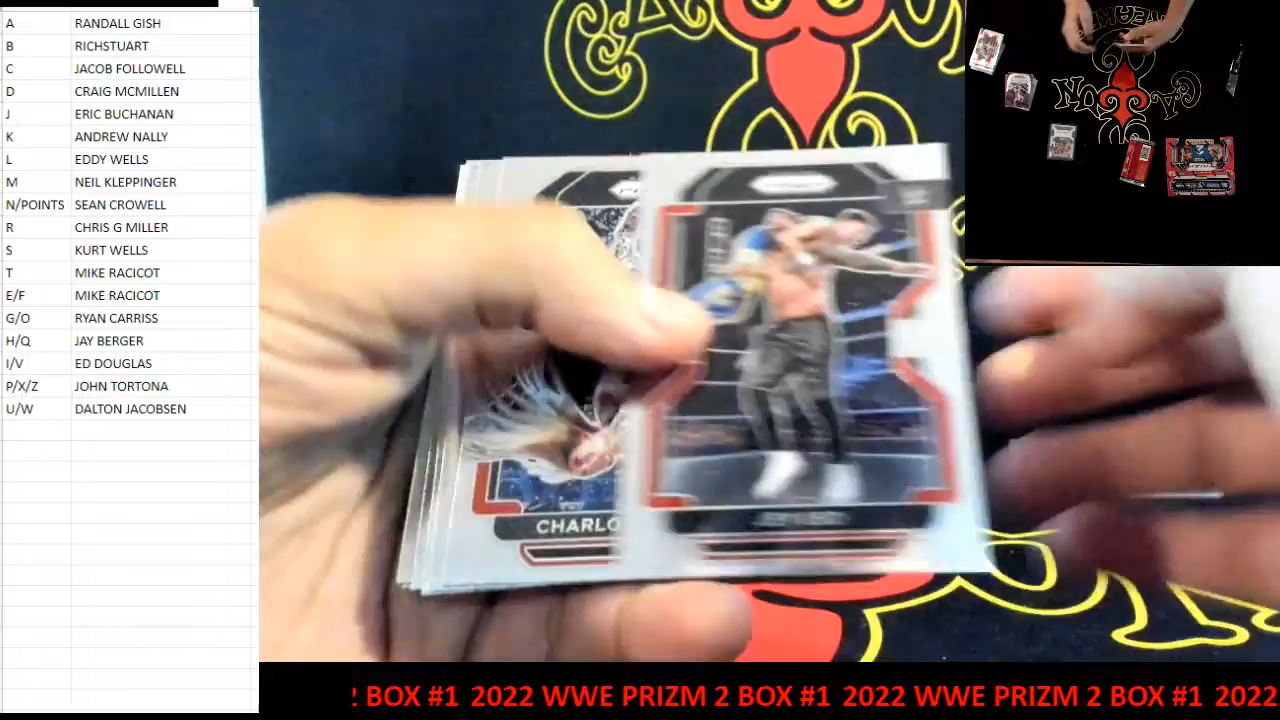 A RANDALL GISH
B RICHSTUART
C JACOB FOLLOWELL
D CRAIG MCMILLEN
J ERIC BUCHANAN
K ANDREW NALLY
L EDDY WELLS
M NEIL KLEPPINGER
N/POINTS SEAN CROWELL
R CHRIS G MILLER
S KURT WELLS
T MIKE RACICOT
E/F MIKE RACICOT
G/O RYAN CARRISS
H/Q JAY BERGER
I/V ED DOUGLAS
P/X/Z JOHN TORTONA
U/W DALTON JACOBSEN
CHARLO
BOX #1 2022 WWE PRIZM 2 BOX #1 2022 WWE PRIZM 2 BOX #1 2022